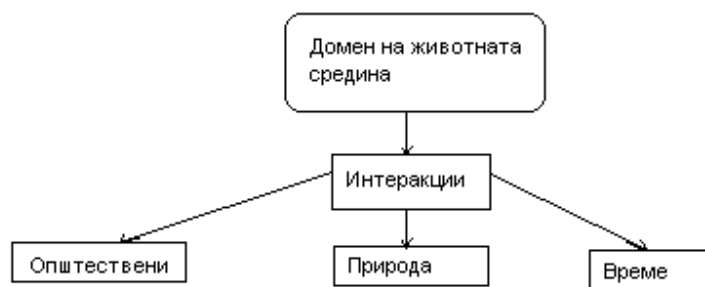 Домен на животната
средина
Интеракции
Општествени
Природа
Време